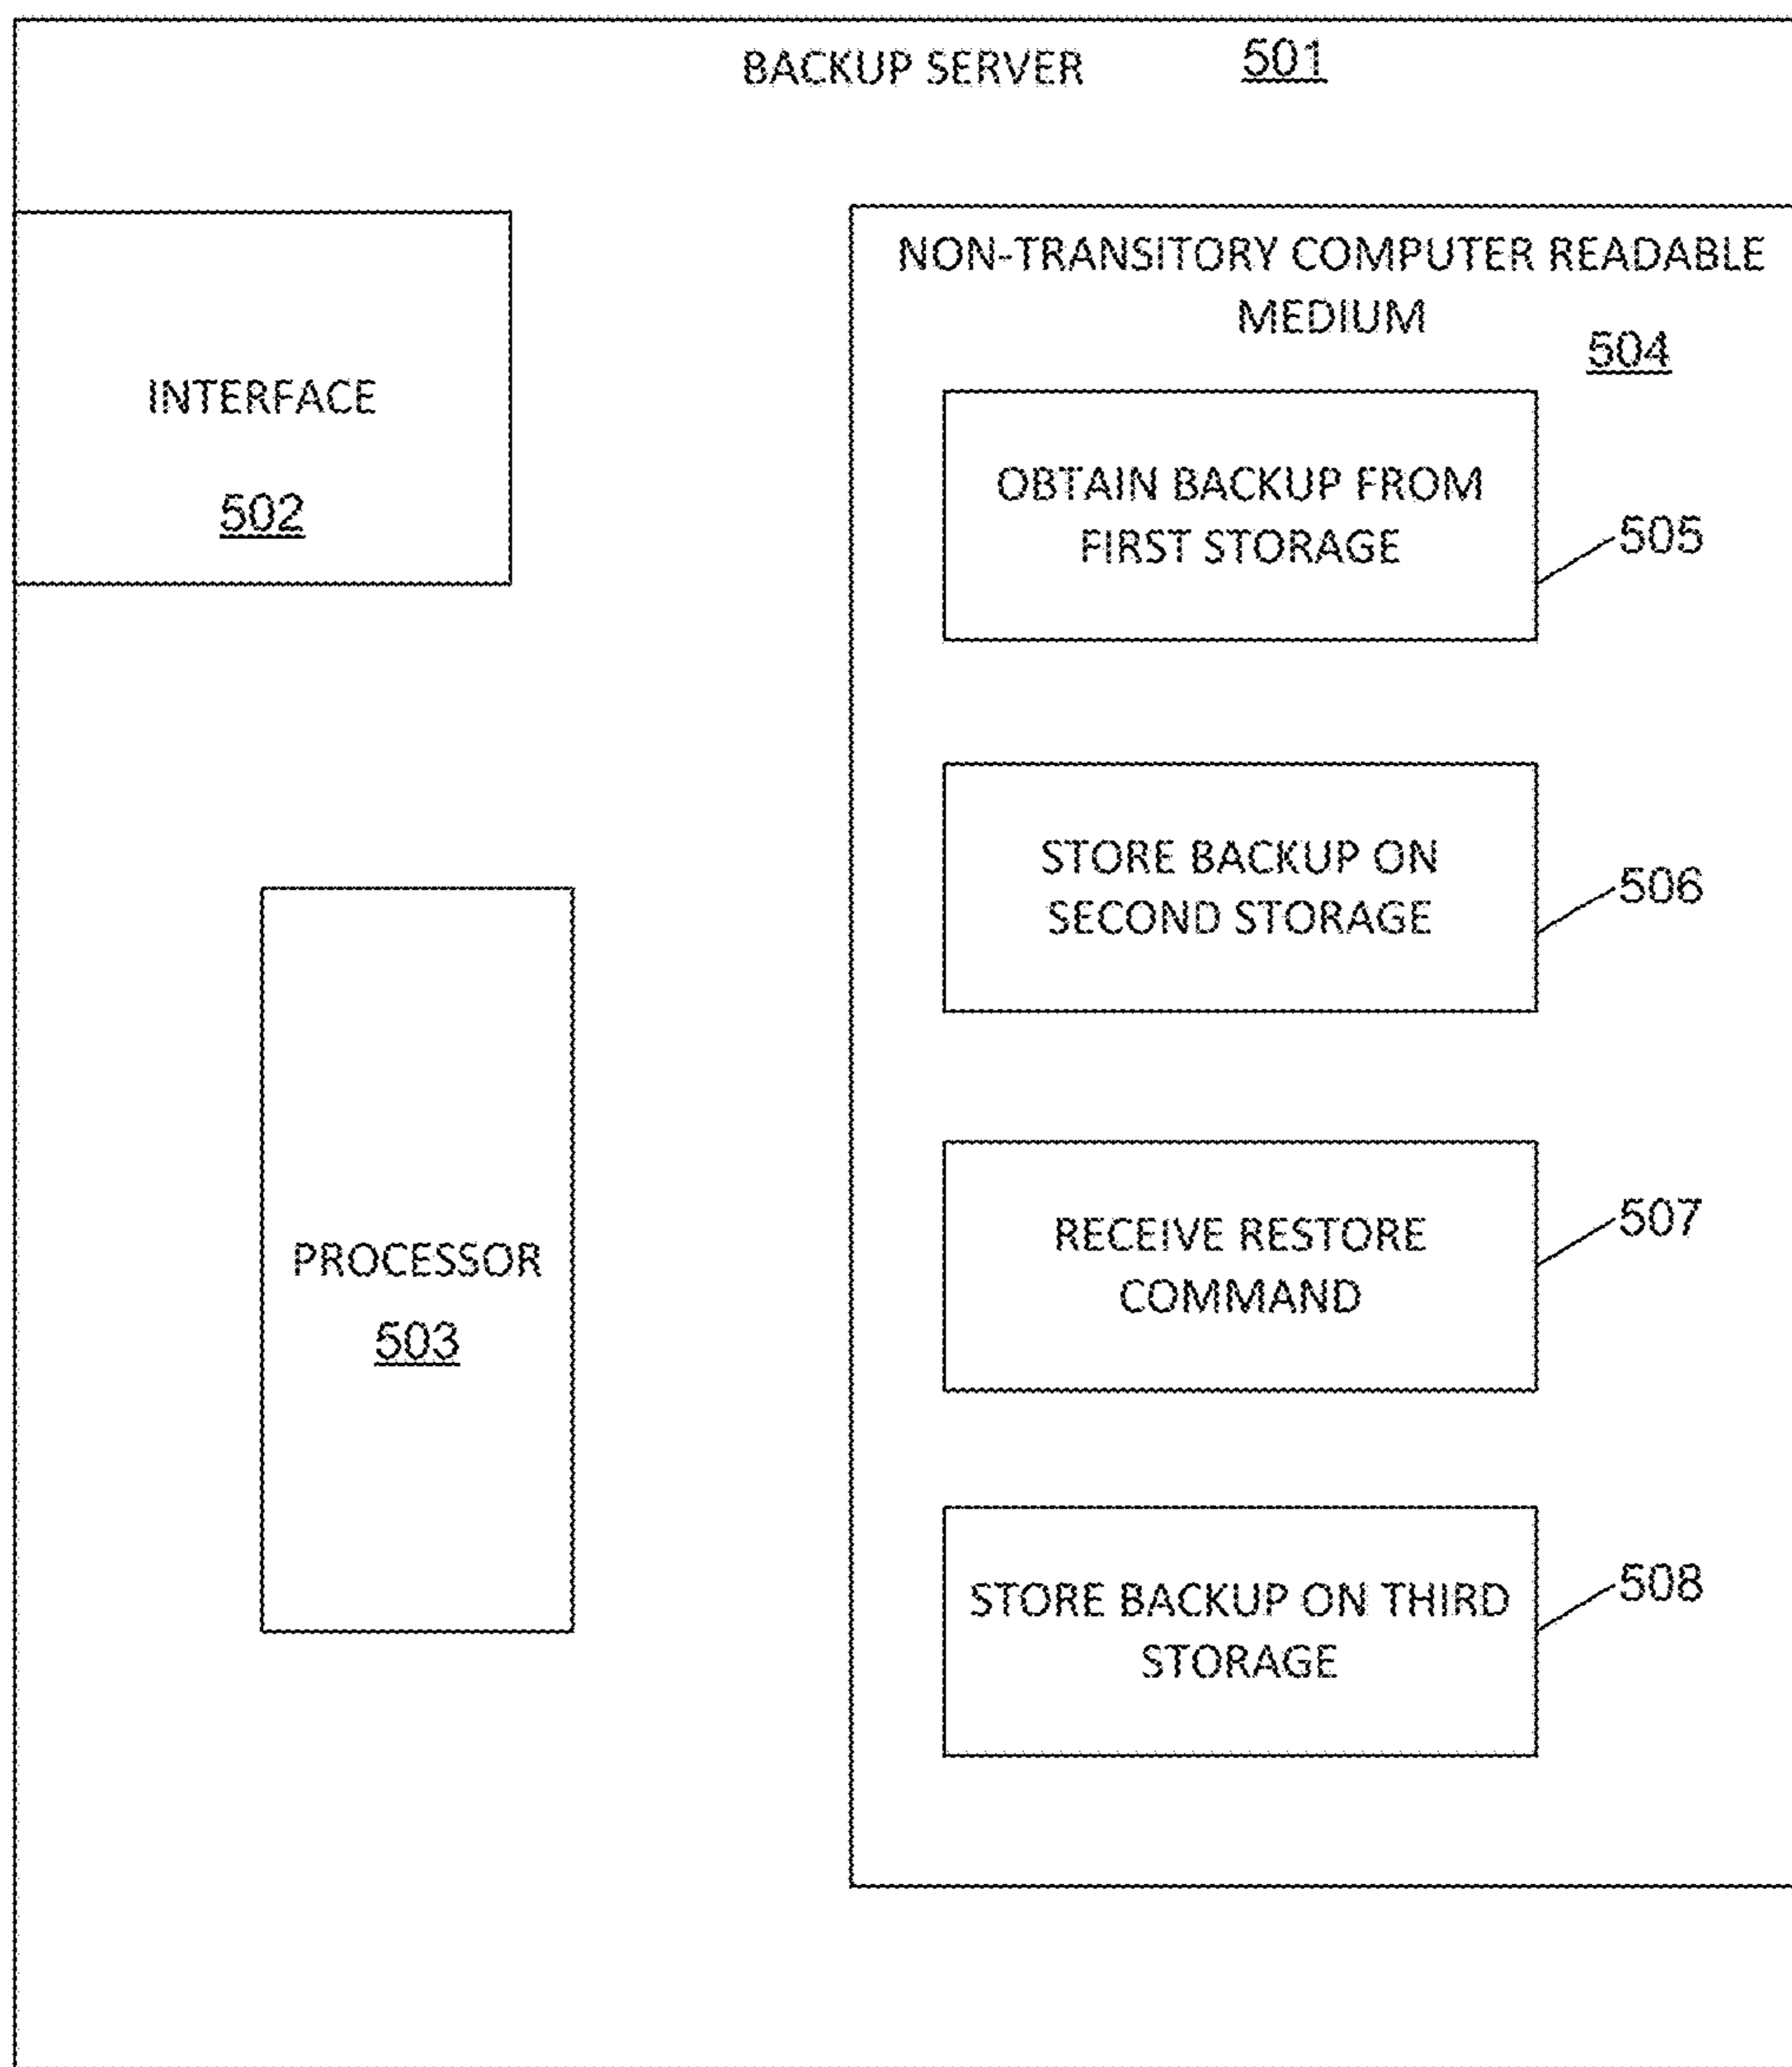 BACKUP SERVER 501
INTERFACE
502
PROCESSOR
503
NON-TRANSITORY COMPUTER READABLE
MEDIUM
504
OBTAIN BACKUP FROM
FIRST STORAGE
505
STORE BACKUP ON
SECOND STORAGE
506
RECEIVE RESTORE
COMMAND
507
STORE BACKUP ON THIRD
STORAGE
508